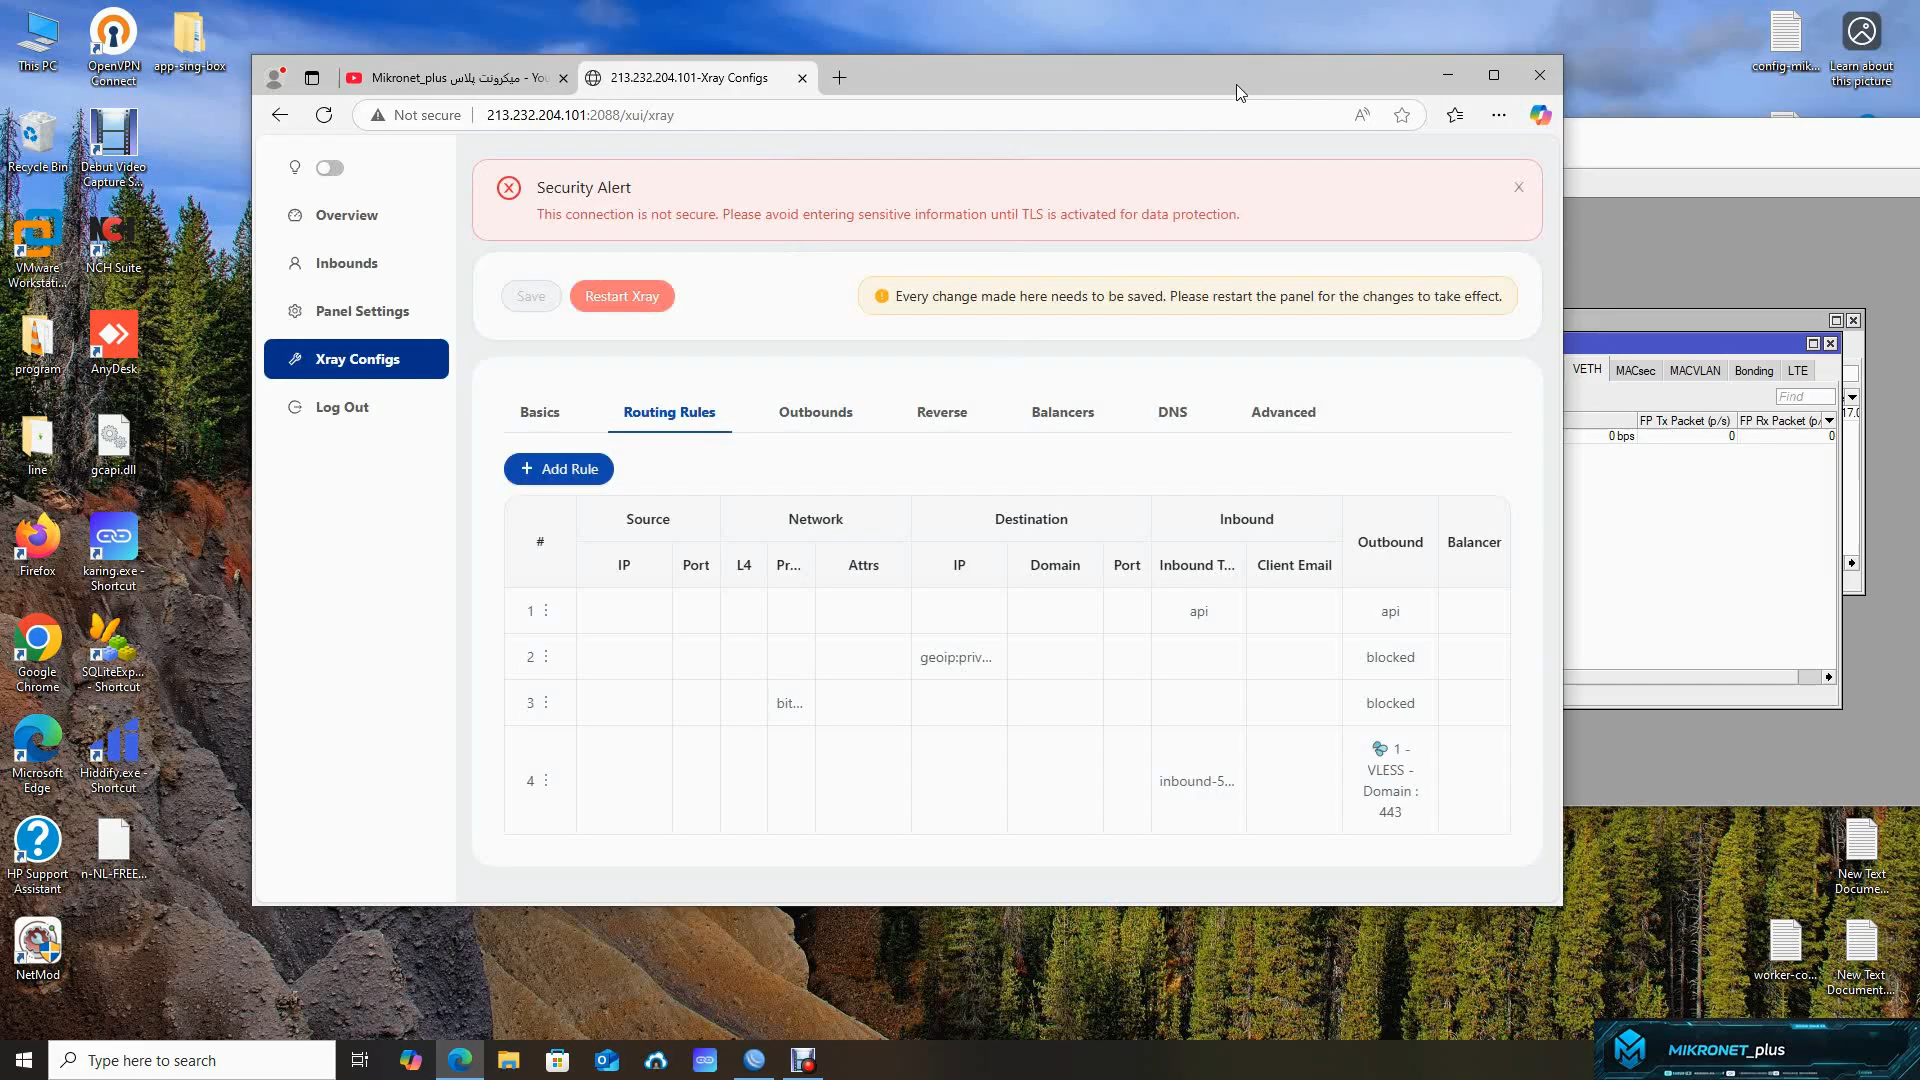 This PC
OpenVPN Connect
app-sing-box
config-mik...
Learn about this picture
Mikronet_plus میکرونت پلاس - You
213.232.204.101-Xray Configs
Not secure
213.232.204.101:2088/xui/xray
Recycle Bin
Debut Video Capture S...
VMware Workstati...
NCH Suite
program
AnyDesk
line
gcapi.dll
Firefox
karing.exe - Shortcut
Google Chrome
SQLiteExp... - Shortcut
Microsoft Edge
Hiddify.exe - Shortcut
HP Support Assistant
n-NL-FREE...
NetMod
Overview
Inbounds
Panel Settings
Xray Configs
Log Out
Security Alert
This connection is not secure. Please avoid entering sensitive information until TLS is activated for data protection.
Save
Restart Xray
Every change made here needs to be saved. Please restart the panel for the changes to take effect.
Basics Routing Rules Outbounds Reverse Balancers DNS Advanced
+ Add Rule
# Source Network Destination Inbound Outbound Balancer
IP Port L4 Pr... Attrs IP Domain Port Inbound T... Client Email
1 api api
2 geoip:priv... blocked
3 bit... blocked
4 inbound-5... 1 - VLESS - Domain : 443
VETH MACsec MACVLAN Bonding LTE
Find
FP Tx Packet (p/s) FP Rx Packet (p/
0 bps 0 0
New Text Docume...
worker-co...
New Text Document....
Type here to search
MIKRONET_plus